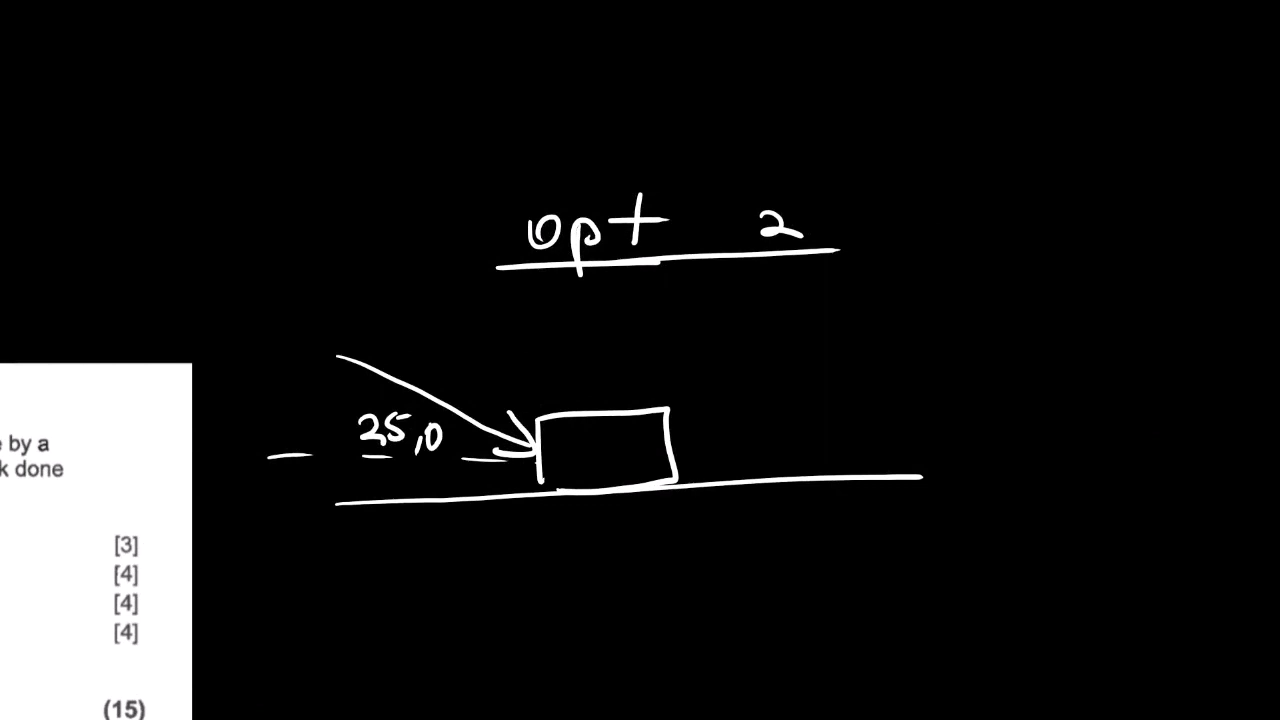 opt 2
25,0
e by a
k done
[3]
[4]
[4]
[4]
(15)